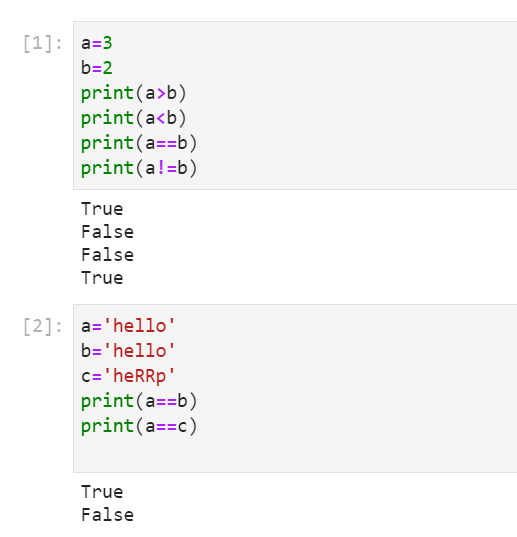 [1]: a=3
b=2
print(a>b)
print(a<b)
print(a==b)
print(a!=b)
True
False
False
True
[2]: a='hello'
b='hello'
c='heRRp'
print(a==b)
print(a==c)
True
False